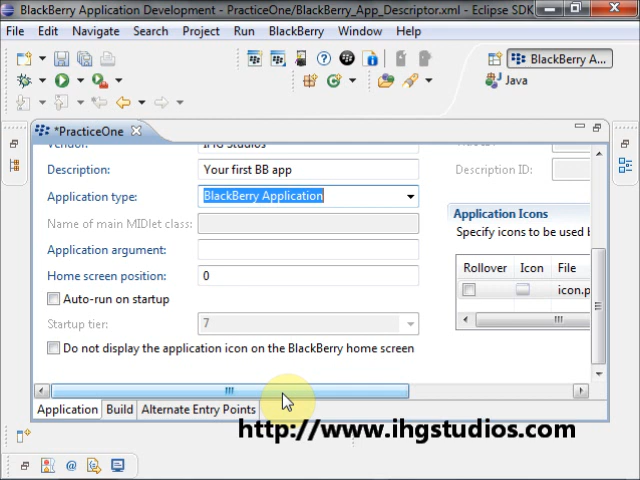 BlackBerry Application Development - PracticeOne/BlackBerry_App_Descriptor.xml - Eclipse SDK
File Edit Navigate Search Project Run BlackBerry Window Help
BlackBerry A...
Java
*PracticeOne
Vendor: IHG Studios
Description: Your first BB app
Description ID:
Application type: BlackBerry Application
Name of main MIDlet class:
Application Icons
Specify icons to be used b
Application argument:
Home screen position: 0
Rollover Icon File
icon.p
Auto-run on startup
Startup tier: 7
Do not display the application icon on the BlackBerry home screen
Application Build Alternate Entry Points
http://www.ihgstudios.com